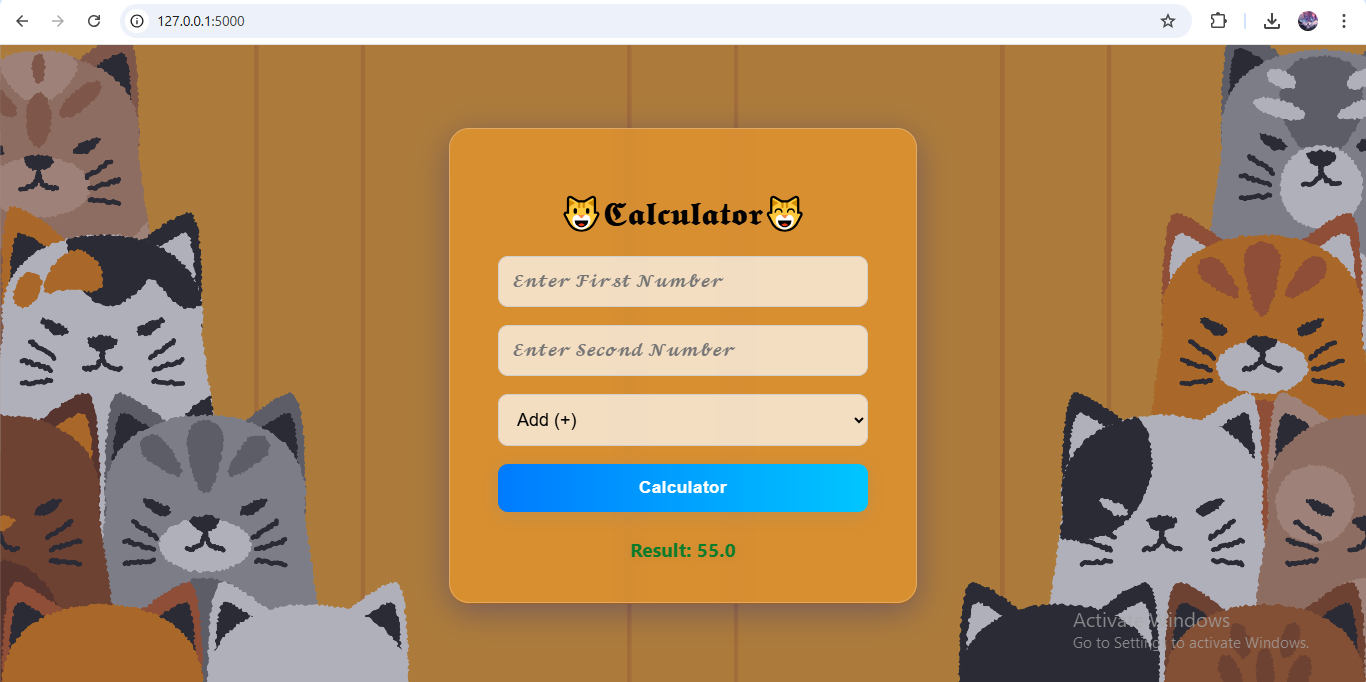 127.0.0.1:5000
Calculator
Enter First Number
Enter Second Number
Add (+)
Calculator
Result: 55.0
Activate Windows
Go to Settings to activate Windows.